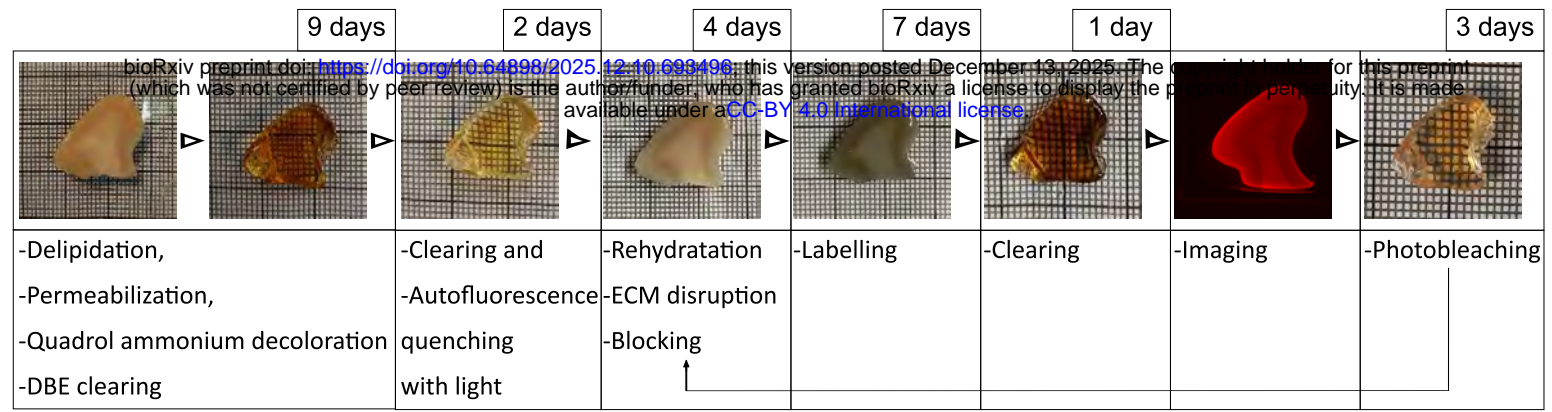 9 days
2 days
4 days
7 days
1 day
3 days
bioRxiv preprint doi: https://doi.org/10.64898/2025.12.10.693496; this version posted December 13, 2025. The copyright holder for this preprint
(which was not certified by peer review) is the author/funder, who has granted bioRxiv a license to display the preprint in perpetuity. It is made
available under aCC-BY 4.0 International license.
-Delipidation,
-Permeabilization,
-Quadrol ammonium decoloration
-DBE clearing
-Clearing and
-Autofluorescence
quenching
with light
-Rehydratation
-ECM disruption
-Blocking
-Labelling
-Clearing
-Imaging
-Photobleaching